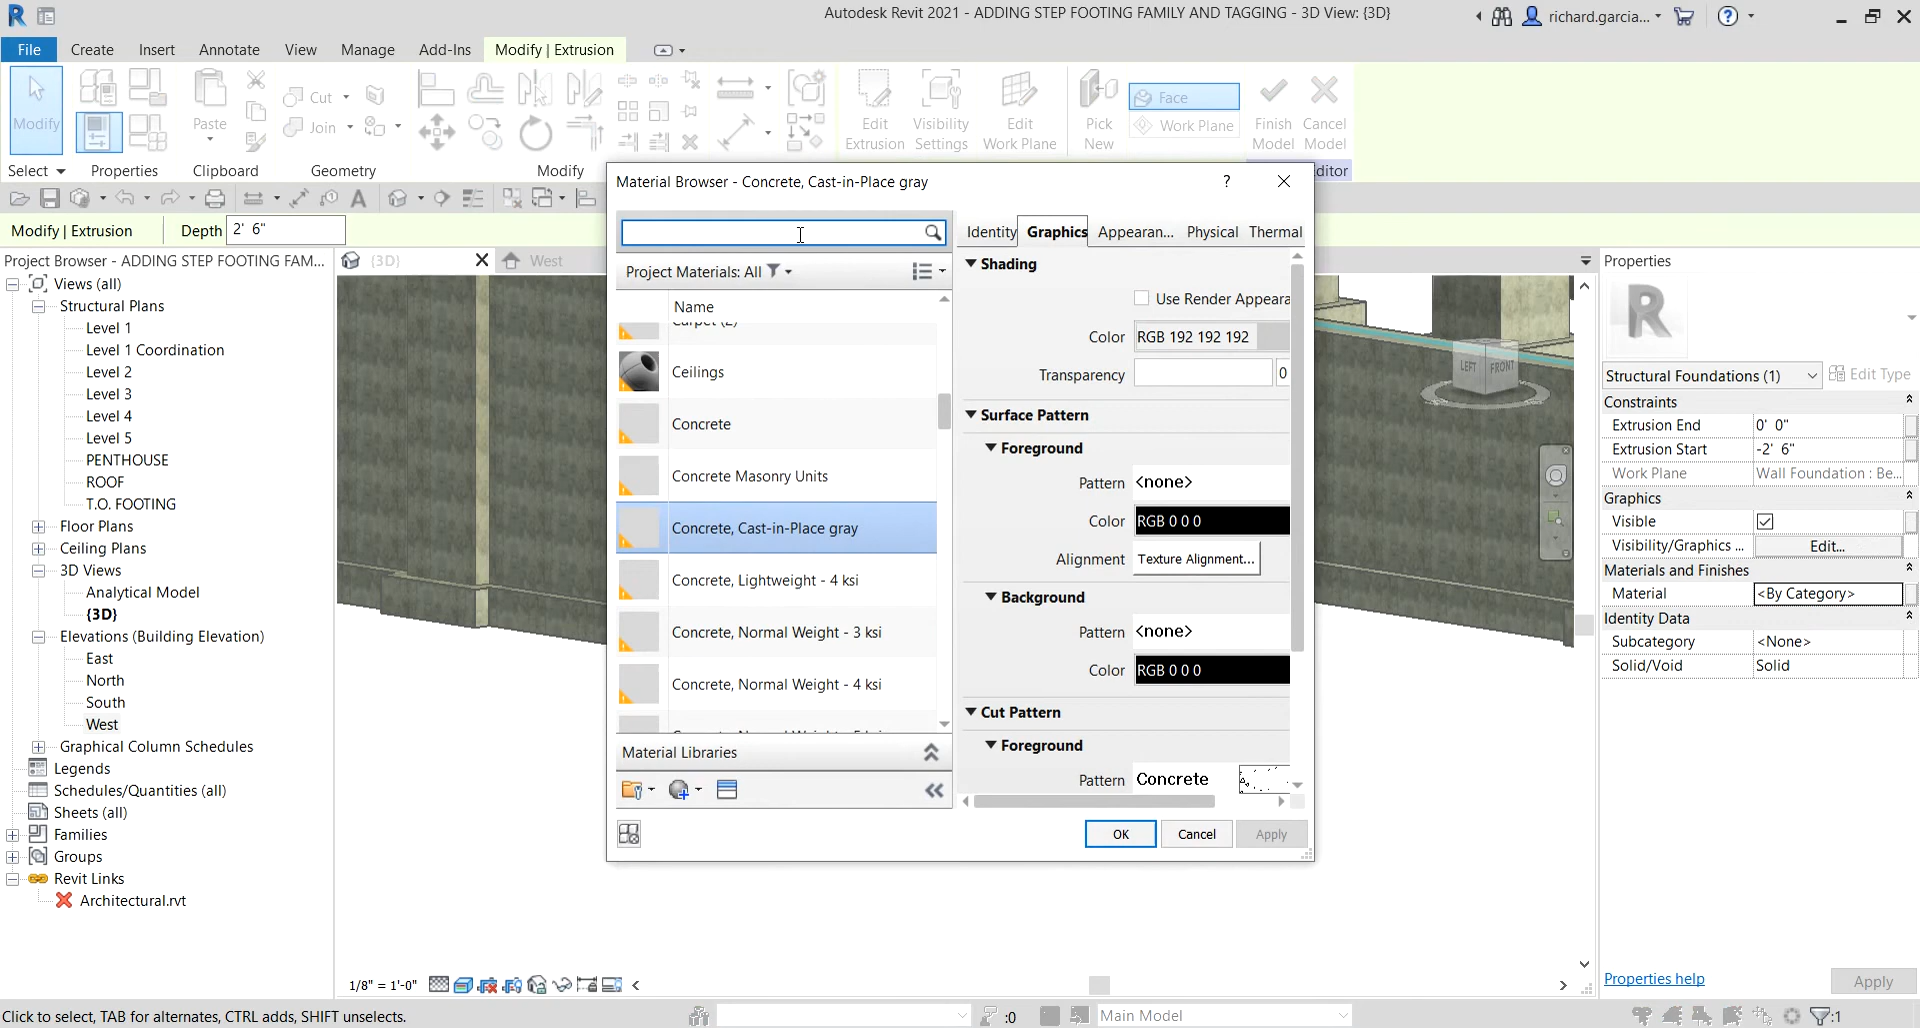 Autodesk Revit 2021 - ADDING STEP FOOTING FAMILY AND TAGGING - 3D View: {3D}
richard.garcia...
File Create Insert Annotate View Manage Add-Ins Modify | Extrusion
Modify
Paste
Cut
Join
Edit Extrusion
Visibility Settings
Edit Work Plane
Pick New
Face
Work Plane
Finish Model
Cancel Model
Select Properties Clipboard Geometry Modify
ditor
Modify | Extrusion Depth 2' 6"
Project Browser - ADDING STEP FOOTING FAM...
{3D}
West
Views (all)
Structural Plans
Level 1
Level 1 Coordination
Level 2
Level 3
Level 4
Level 5
PENTHOUSE
ROOF
T.O. FOOTING
Floor Plans
Ceiling Plans
3D Views
Analytical Model
{3D}
Elevations (Building Elevation)
East
North
South
West
Graphical Column Schedules
Legends
Schedules/Quantities (all)
Sheets (all)
Families
Groups
Revit Links
Architectural.rvt
Material Browser - Concrete, Cast-in-Place gray
?
Project Materials: All
Name
Carpet (2)
Ceilings
Concrete
Concrete Masonry Units
Concrete, Cast-in-Place gray
Concrete, Lightweight - 4 ksi
Concrete, Normal Weight - 3 ksi
Concrete, Normal Weight - 4 ksi
Material Libraries
Identity Graphics Appearan... Physical Thermal
Shading
Use Render Appeara
Color RGB 192 192 192
Transparency 0
Surface Pattern
Foreground
Pattern <none>
Color RGB 0 0 0
Alignment Texture Alignment...
Background
Pattern <none>
Color RGB 0 0 0
Cut Pattern
Foreground
Pattern Concrete
OK Cancel Apply
LEFT FRONT
Properties
R
Structural Foundations (1) Edit Type
Constraints
Extrusion End 0' 0"
Extrusion Start -2' 6"
Work Plane Wall Foundation : Be...
Graphics
Visible
Visibility/Graphics ... Edit...
Materials and Finishes
Material <By Category>
Identity Data
Subcategory <None>
Solid/Void Solid
Properties help Apply
1/8" = 1'-0"
Click to select, TAB for alternates, CTRL adds, SHIFT unselects.
:0
Main Model
:1